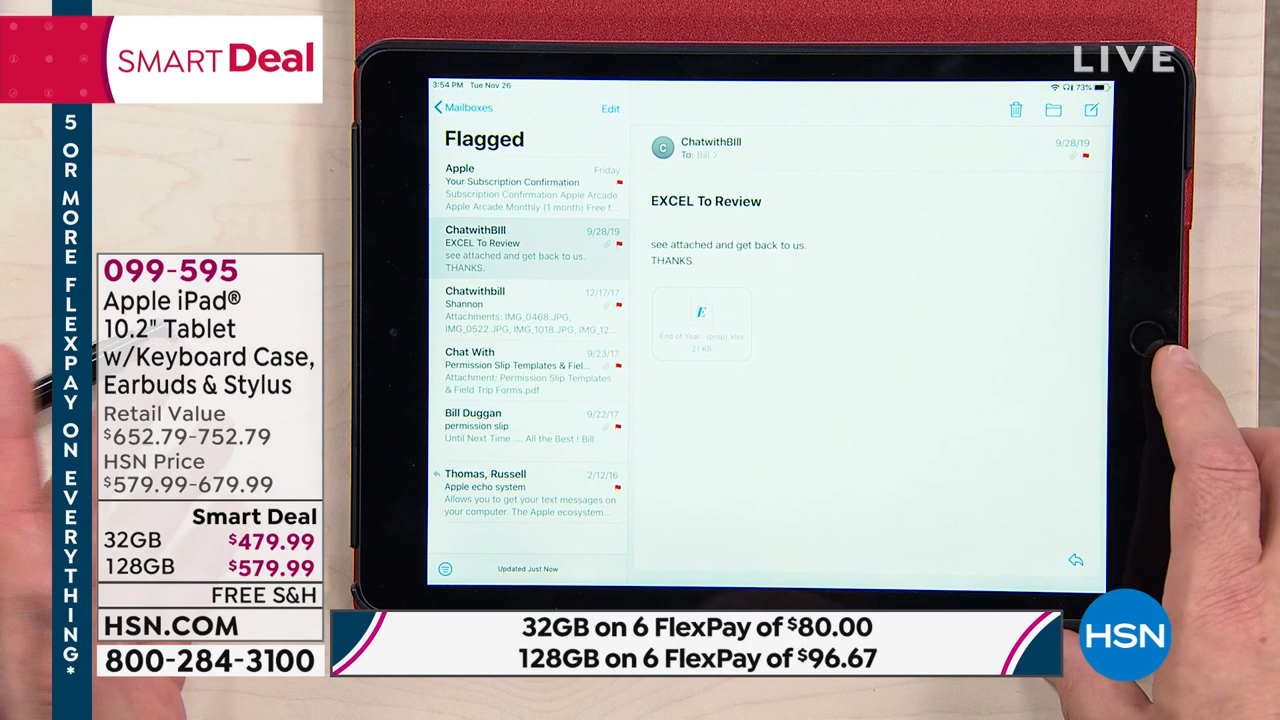 SMART Deal
5 OR MORE FLEXPAY ON EVERYTHING*
099-595
Apple iPad®
10.2" Tablet
w/Keyboard Case,
Earbuds & Stylus
Retail Value
$652.79-752.79
HSN Price
$579.99-679.99
Smart Deal
32GB $479.99
128GB $579.99
FREE S&H
HSN.COM
800-284-3100
LIVE
3:54 PM Tue Nov 26
73%
Mailboxes
Edit
Flagged
Apple Friday
Your Subscription Confirmation
Subscription Confirmation Apple Arcade
Apple Arcade Monthly (1 month) Free f...
ChatwithBIll 9/28/19
EXCEL To Review
see attached and get back to us.
THANKS.
Chatwithbill 12/17/17
Shannon
Attachments: IMG_0468.JPG,
IMG_0522.JPG, IMG_1018.JPG, IMG_12...
Chat With 9/23/17
Permission Slip Templates & Fiel...
Attachment: Permission Slip Templates
& Field Trip Forms.pdf
Bill Duggan 9/22/17
permission slip
Until Next Time .... All the Best ! Bill
Thomas, Russell 2/12/16
Apple echo system
Allows you to get your text messages on
your computer. The Apple ecosystem...
Updated Just Now
C
ChatwithBIll 9/28/19
To: Bill
EXCEL To Review
see attached and get back to us.
THANKS.
E
End of Year...(prop).xlsx
21 KB
32GB on 6 FlexPay of $80.00
128GB on 6 FlexPay of $96.67
HSN